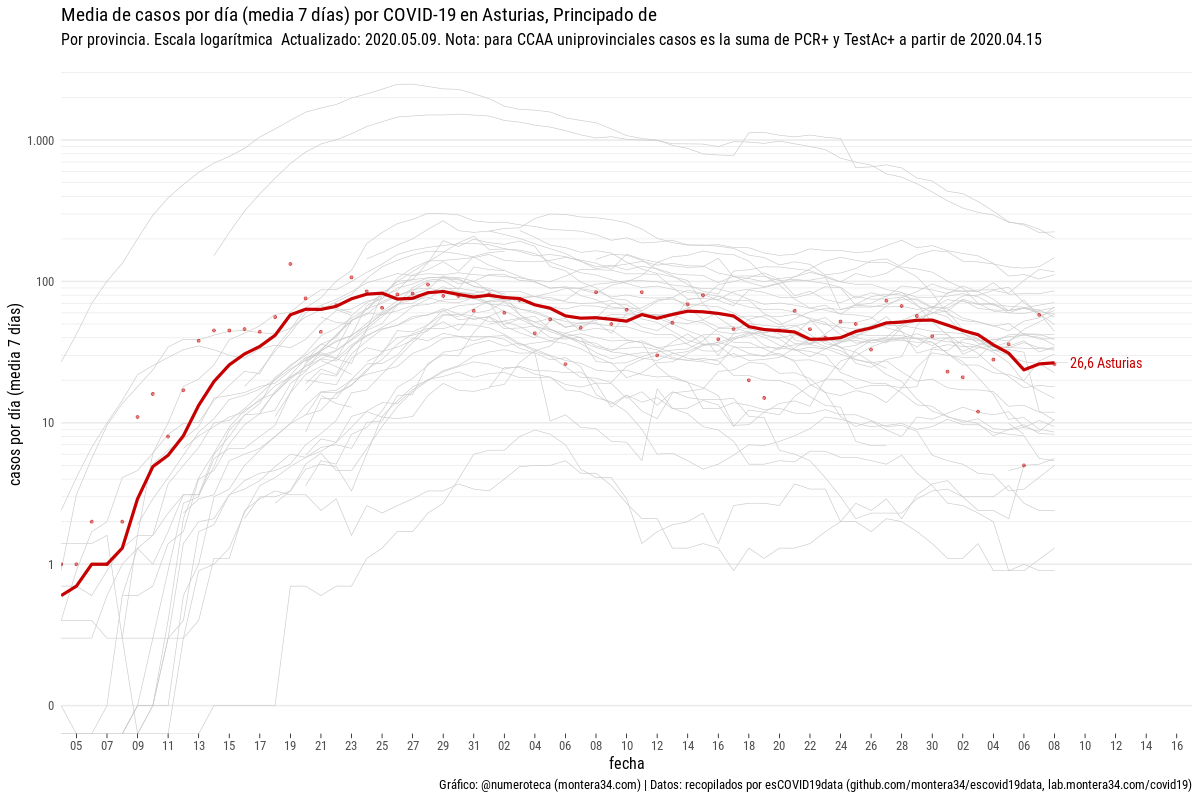 Media de casos por día (media 7 días) por COVID-19 en Asturias, Principado de
Por provincia. Escala logarítmica  Actualizado: 2020.05.09. Nota: para CCAA uniprovinciales casos es la suma de PCR+ y TestAc+ a partir de 2020.04.15
casos por día (media 7 días)
1.000
100
10
1
0
26,6 Asturias
05 07 09 11 13 15 17 19 21 23 25 27 29 31 02 04 06 08 10 12 14 16 18 20 22 24 26 28 30 02 04 06 08 10 12 14 16
fecha
Gráfico: @numeroteca (montera34.com) | Datos: recopilados por esCOVID19data (github.com/montera34/escovid19data, lab.montera34.com/covid19)